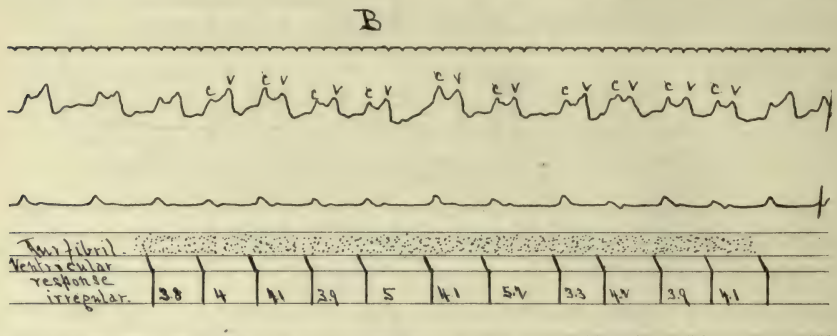 B
c v c v c v c v c v c v c v c v c v c v
Aur. fibril.
Ventricular
response
irregular.
3.8 4 4.1 3.9 5 4.1 5.2 3.3 4.2 3.9 4.1